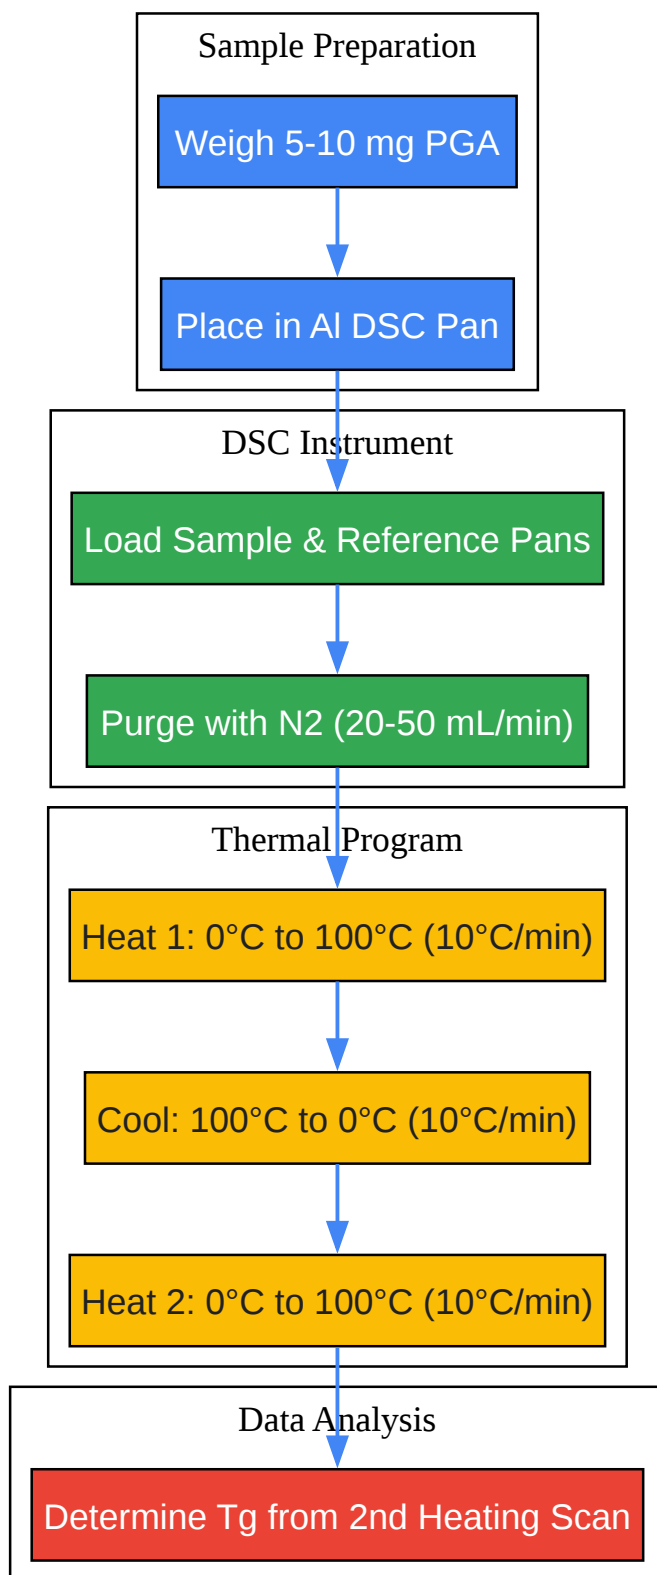 Sample Preparation
Weigh 5-10 mg PGA
Place in Al DSC Pan
DSC Instrument
Load Sample & Reference Pans
Purge with N2 (20-50 mL/min)
Thermal Program
Heat 1: 0°C to 100°C (10°C/min)
Cool: 100°C to 0°C (10°C/min)
Heat 2: 0°C to 100°C (10°C/min)
Data Analysis
Determine Tg from 2nd Heating Scan